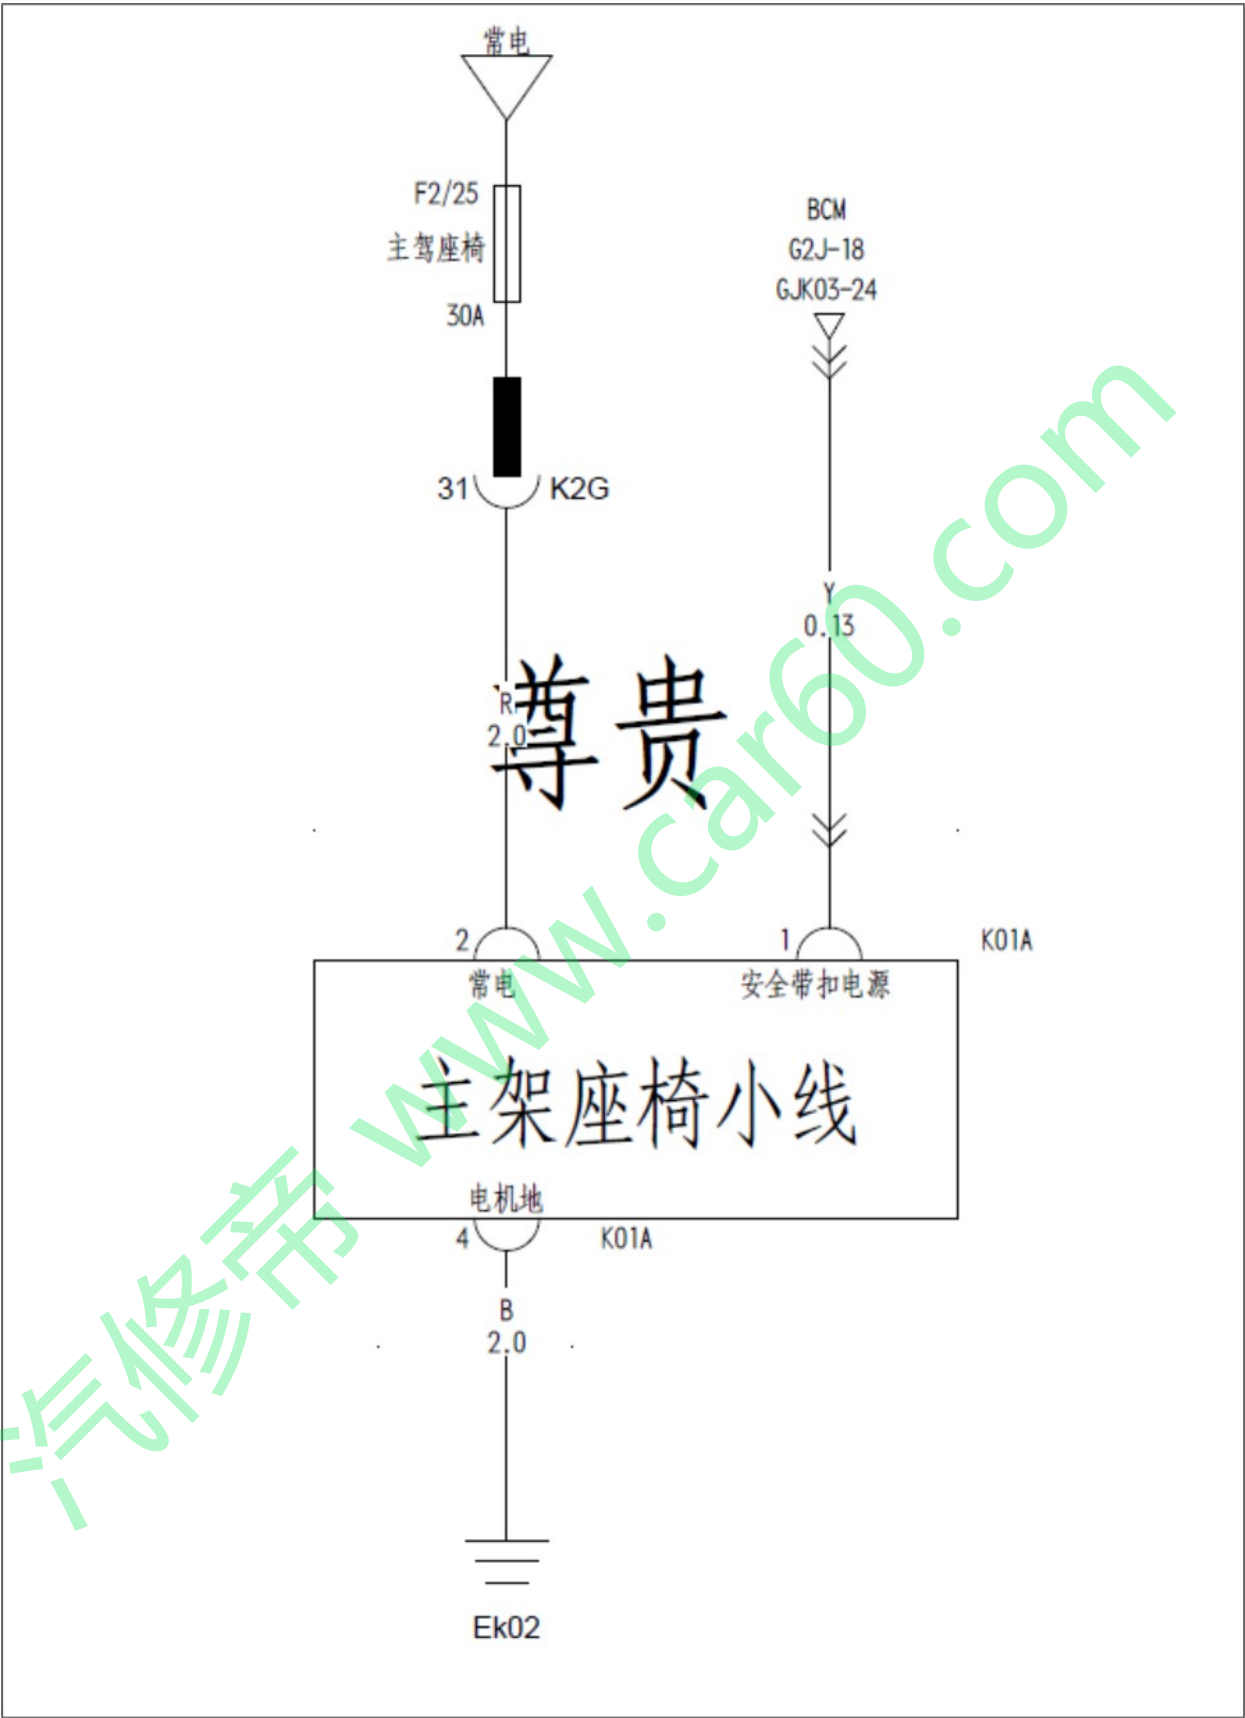 常电
F2/25
主驾座椅
30A
BCM
G2J-18
GJK03-24
31
K2G
Y
0.13
R
2.0
尊贵
2
1
K01A
常电
安全带扣电源
主架座椅小线
电机地
4
K01A
B
2.0
Ek02
汽修帝 www.car60.com